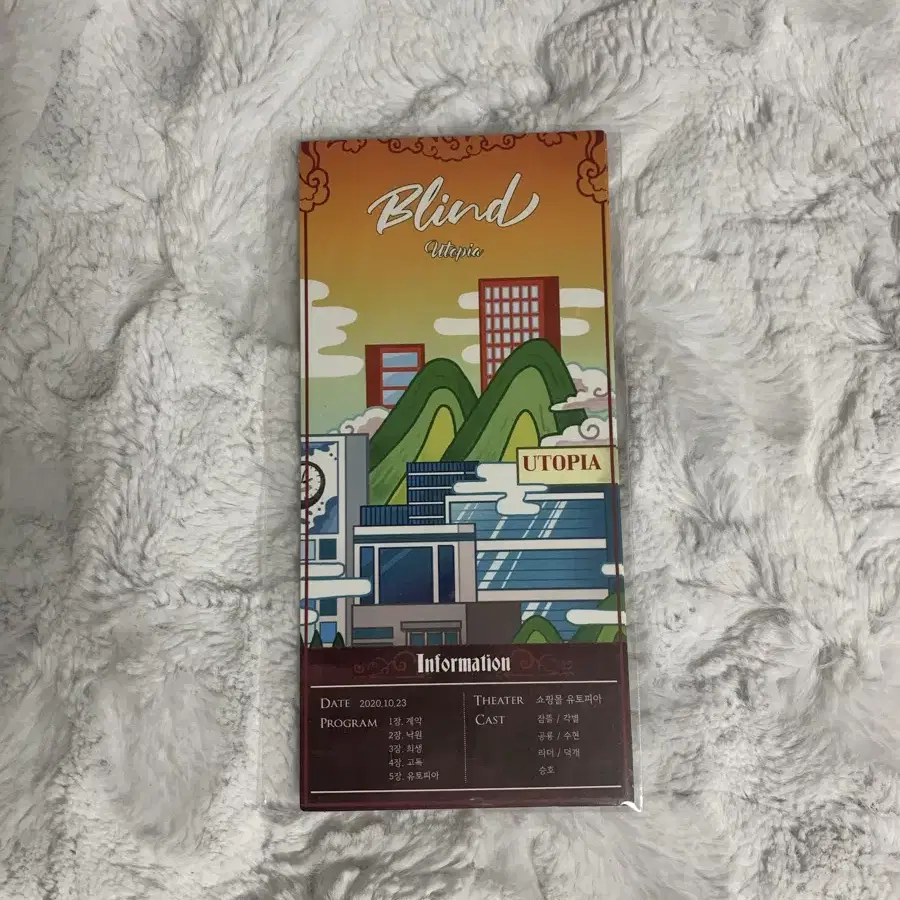 Blind
Utopia
UTOPIA
Information
DATE 2020.10.23
PROGRAM 1장. 계약
2장. 낙원
3장. 희생
4장. 고독
5장. 유토피아
THEATER 쇼핑몰 유토피아
CAST 잠뜰 / 각별
공룡 / 수현
라더 / 덕개
승호